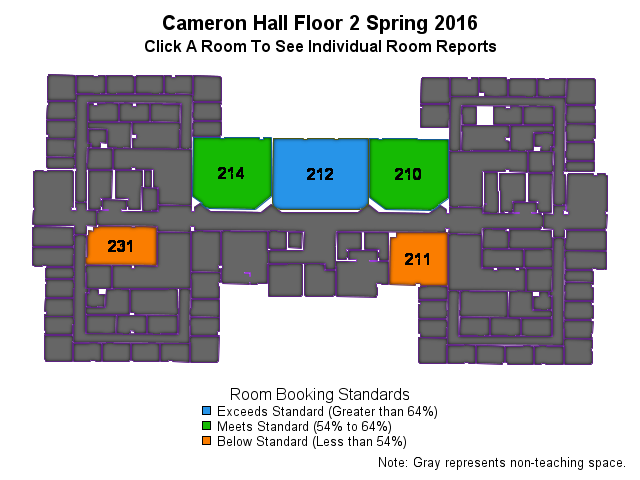 Cameron Hall Floor 2 Spring 2016
Click A Room To See Individual Room Reports
214
212
210
231
211
Room Booking Standards
Exceeds Standard (Greater than 64%)
Meets Standard (54% to 64%)
Below Standard (Less than 54%)
Note: Gray represents non-teaching space.